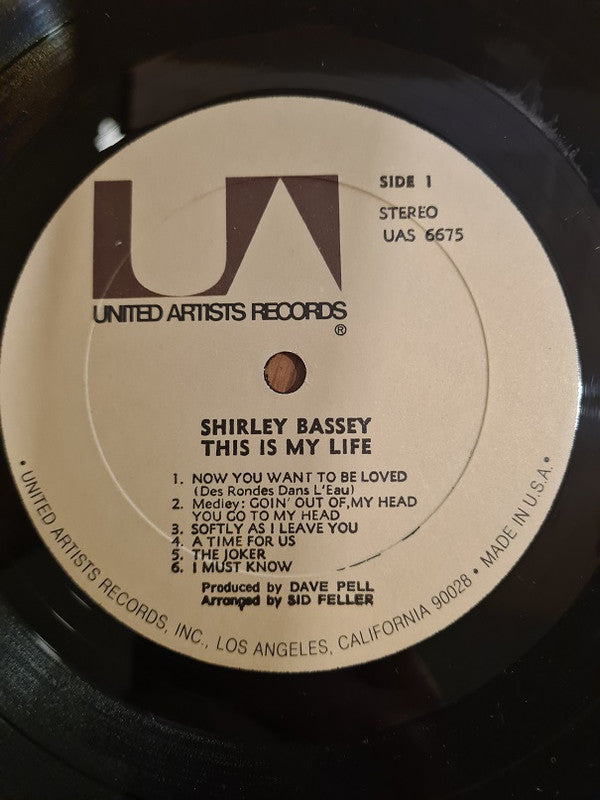 UA
UNITED ARTISTS RECORDS
®
SIDE 1
STEREO
UAS 6675
SHIRLEY BASSEY
THIS IS MY LIFE
1. NOW YOU WANT TO BE LOVED
(Des Rondes Dans L'Eau)
2. Medley: GOIN' OUT OF, MY HEAD
YOU GO TO MY HEAD
3. SOFTLY AS I LEAVE YOU
4. A TIME FOR US
5. THE JOKER
6. I MUST KNOW
Produced by DAVE PELL
Arranged by SID FELLER
• UNITED ARTISTS RECORDS, INC., LOS ANGELES, CALIFORNIA 90028 • MADE IN U.S.A. •